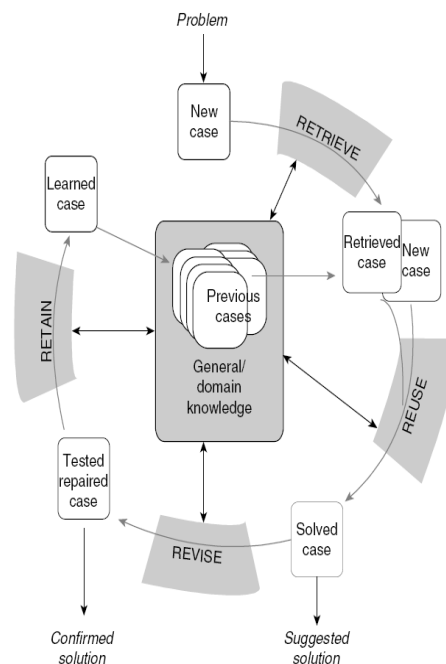 Problem
New
case
RETRIEVE
Learned
case
Retrieved
case
New
case
Previous
cases
RETAIN
General/
domain
knowledge
REUSE
Tested
repaired
case
REVISE
Solved
case
Confirmed
solution
Suggested
solution